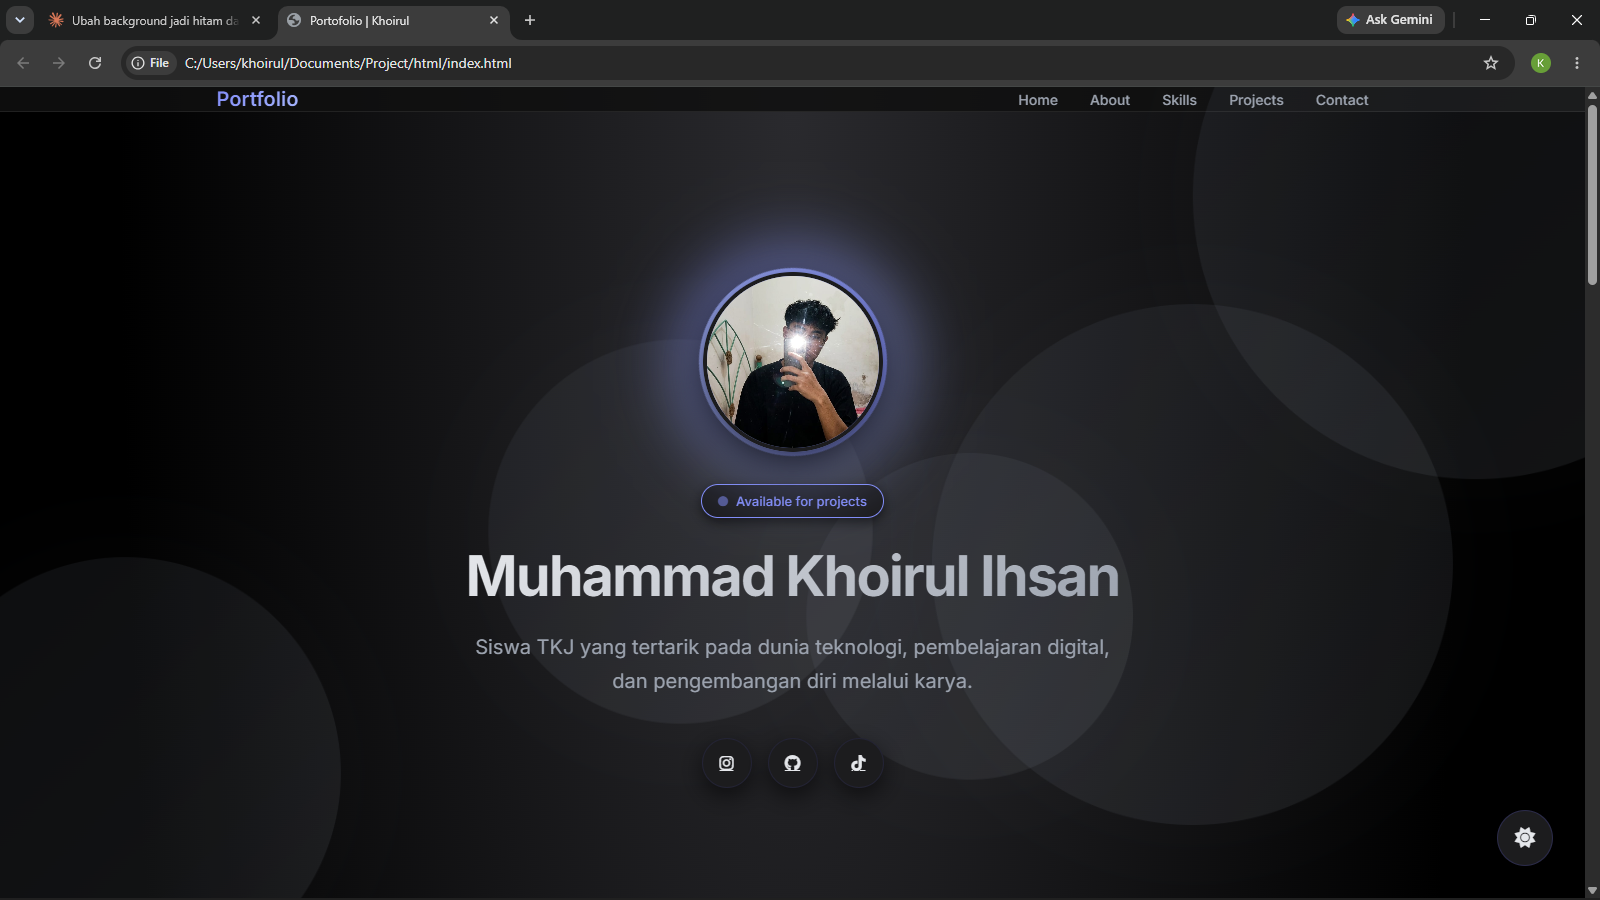 Ubah background jadi hitam da
Portofolio | Khoirul
Ask Gemini
File
C:/Users/khoirul/Documents/Project/html/index.html
K
Portfolio
Home
About
Skills
Projects
Contact
Available for projects
Muhammad Khoirul Ihsan
Siswa TKJ yang tertarik pada dunia teknologi, pembelajaran digital,
dan pengembangan diri melalui karya.